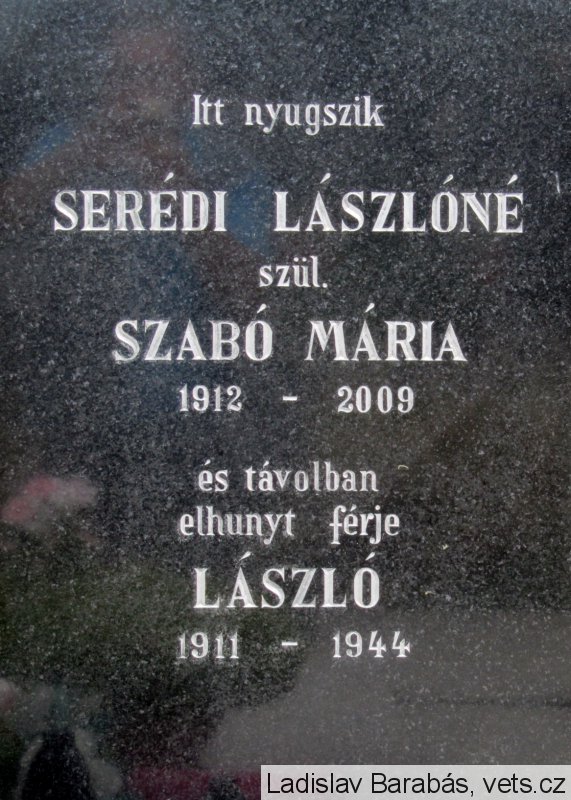 Itt nyugszik
SERÉDI LÁSZLÓNÉ
szül.
SZABÓ MÁRIA
1912 - 2009
és távolban
elhunyt férje
LÁSZLÓ
1911 - 1944
Ladislav Barabás, vets.cz